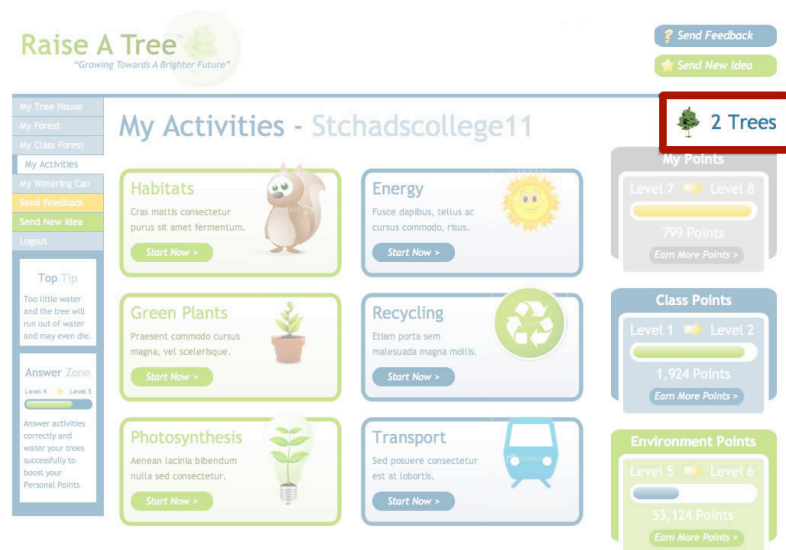 Raise A Tree™
"Growing Towards A Brighter Future"
? Send Feedback
Send New Idea
My Tree House
My Forest
My Class Forest
My Activities
My Watering Can
Send Feedback
Send New Idea
Logout
Top Tip
Too little water
and the tree will
run out of water
and may even die.
Answer Zone
Level 4 Level 5
Answer activities
correctly and
water your trees
successfully to
boost your
Personal Points
My Activities - Stchadscollege11
Habitats
Cras mattis consectetur
purus sit amet fermentum.
Start Now >
Energy
Fusce dapibus, tellus ac
cursus commodo, risus.
Start Now >
Green Plants
Praesent commodo cursus
magna, vel scelerisque.
Start Now >
Recycling
Etiam porta sem
malesuada magna mollis.
Start Now >
Photosynthesis
Aenean lacinia bibendum
nulla sed consectetur.
Start Now >
Transport
Sed posuere consectetur
est at lobortis.
Start Now >
2 Trees
My Points
Level 7 Level 8
799 Points
Earn More Points >
Class Points
Level 1 Level 2
1,924 Points
Earn More Points >
Environment Points
Level 5 Level 6
53,124 Points
Earn More Points >